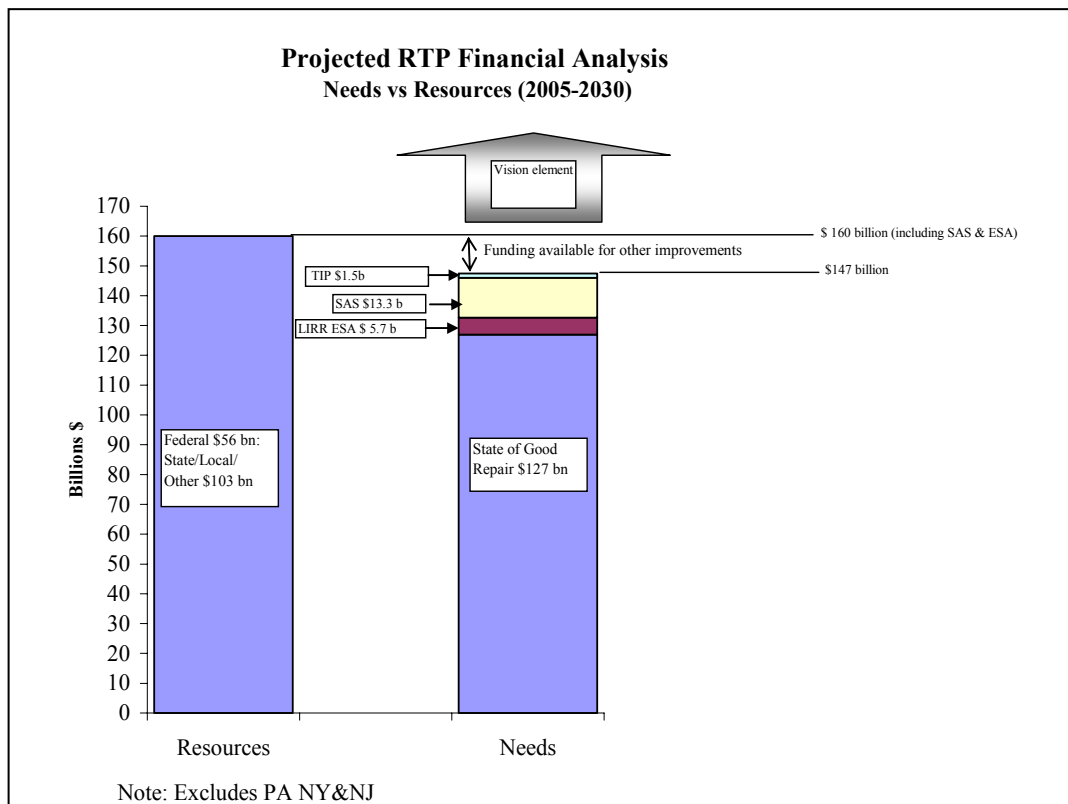 Projected RTP Financial Analysis
Needs vs Resources (2005-2030)
Vision element
170
160
150
140
130
120
110
100
90
80
70
60
50
40
30
20
10
0
Billions $
$ 160 billion (including SAS & ESA)
Funding available for other improvements
$147 billion
TIP $1.5b
SAS $13.3 b
LIRR ESA $ 5.7 b
Federal $56 bn:
State/Local/
Other $103 bn
State of Good
Repair $127 bn
Resources
Needs
Note: Excludes PA NY&NJ